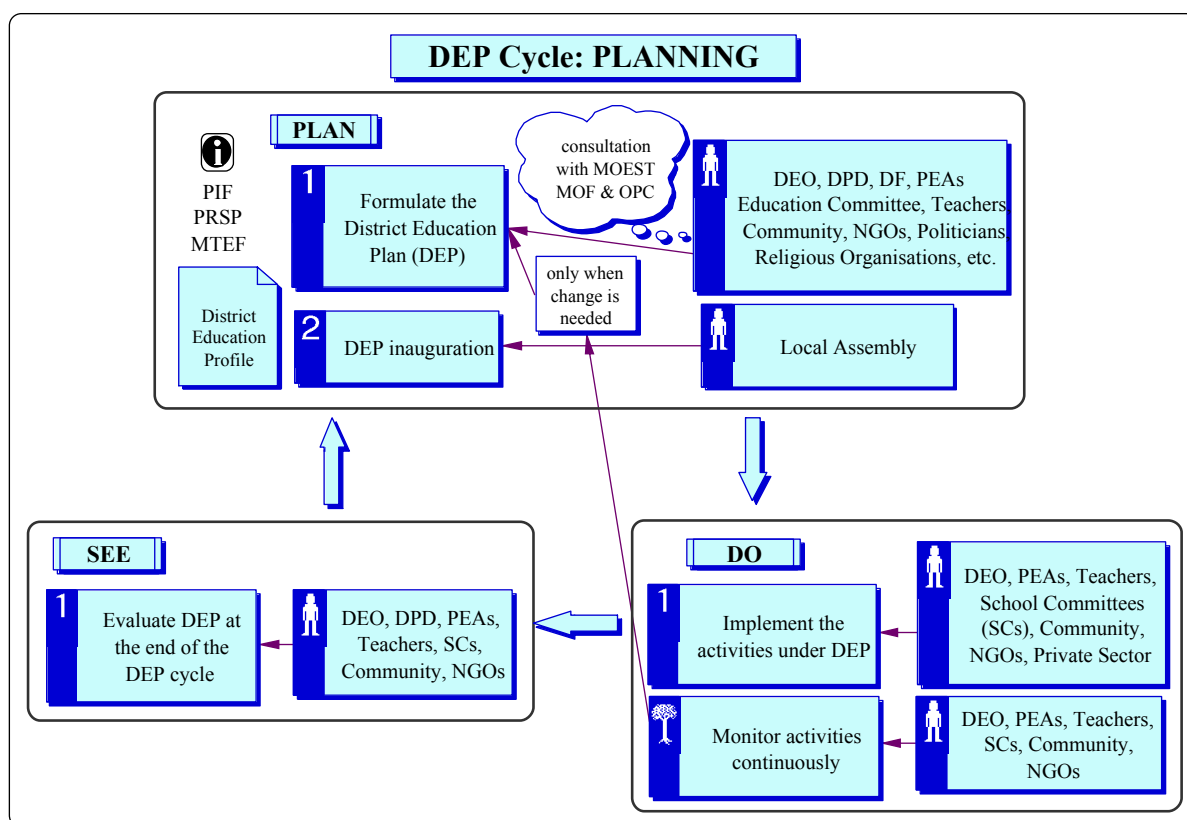 DEP Cycle: PLANNING
PLAN
PIF
PRSP
MTEF
District
Education
Profile
1
Formulate the
District Education
Plan (DEP)
2
DEP inauguration
consultation
with MOEST
MOF & OPC
only when
change is
needed
DEO, DPD, DF, PEAs
Education Committee, Teachers,
Community, NGOs, Politicians
Religious Organisations, etc.
Local Assembly
SEE
1
Evaluate DEP at
the end of the
DEP cycle
DEO, DPD, PEAs,
Teachers, SCs,
Community, NGOs
DO
1
Implement the
activities under DEP
DEO, PEAs, Teachers,
School Committees
(SCs), Community,
NGOs, Private Sector
Monitor activities
continuously
DEO, PEAs, Teachers,
SCs, Community,
NGOs